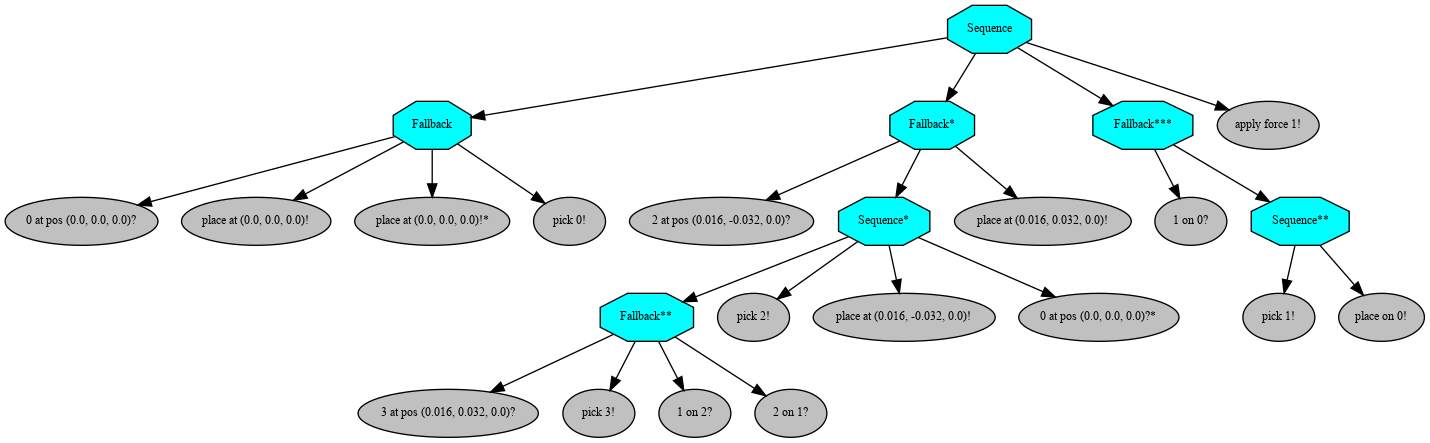 Sequence
Fallback
Fallback*
Fallback***
apply force 1!
0 at pos (0.0, 0.0, 0.0)?
place at (0.0, 0.0, 0.0)!
place at (0.0, 0.0, 0.0)!*
pick 0!
2 at pos (0.016, -0.032, 0.0)?
Sequence*
place at (0.016, 0.032, 0.0)!
1 on 0?
Sequence**
Fallback**
pick 2!
place at (0.016, -0.032, 0.0)!
0 at pos (0.0, 0.0, 0.0)?*
pick 1!
place on 0!
3 at pos (0.016, 0.032, 0.0)?
pick 3!
1 on 2?
2 on 1?